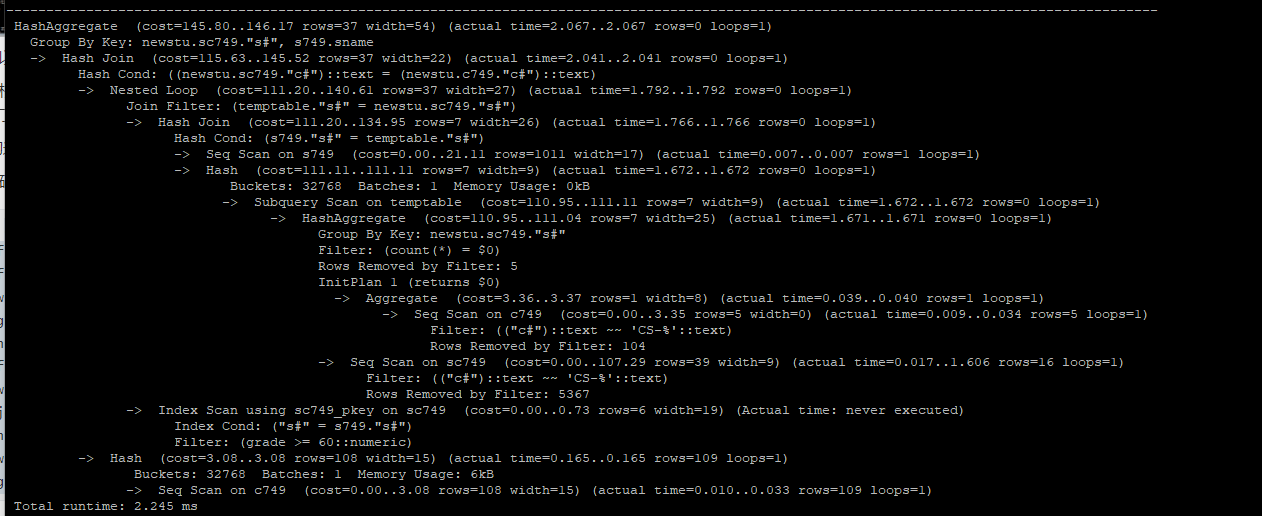 HashAggregate  (cost=145.80..146.17 rows=37 width=54) (actual time=2.067..2.067 rows=0 loops=1)
Group By Key: newstu.sc749."s#", s749.sname
->  Hash Join  (cost=115.63..145.52 rows=37 width=22) (actual time=2.041..2.041 rows=0 loops=1)
Hash Cond: ((newstu.sc749."c#")::text = (newstu.c749."c#")::text)
->  Nested Loop  (cost=111.20..140.61 rows=37 width=27) (actual time=1.792..1.792 rows=0 loops=1)
Join Filter: (temptable."s#" = newstu.sc749."s#")
->  Hash Join  (cost=111.20..134.95 rows=7 width=26) (actual time=1.766..1.766 rows=0 loops=1)
Hash Cond: (s749."s#" = temptable."s#")
->  Seq Scan on s749  (cost=0.00..21.11 rows=1011 width=17) (actual time=0.007..0.007 rows=1 loops=1)
->  Hash  (cost=111.11..111.11 rows=7 width=9) (actual time=1.672..1.672 rows=0 loops=1)
Buckets: 32768  Batches: 1  Memory Usage: 0kB
->  Subquery Scan on temptable  (cost=110.95..111.11 rows=7 width=9) (actual time=1.672..1.672 rows=0 loops=1)
->  HashAggregate  (cost=110.95..111.04 rows=7 width=25) (actual time=1.671..1.671 rows=0 loops=1)
Group By Key: newstu.sc749."s#"
Filter: (count(*) = $0)
Rows Removed by Filter: 5
InitPlan 1 (returns $0)
->  Aggregate  (cost=3.36..3.37 rows=1 width=8) (actual time=0.039..0.040 rows=1 loops=1)
->  Seq Scan on c749  (cost=0.00..3.35 rows=5 width=0) (actual time=0.009..0.034 rows=5 loops=1)
Filter: (("c#")::text ~~ 'CS-%'::text)
Rows Removed by Filter: 104
->  Seq Scan on sc749  (cost=0.00..107.29 rows=39 width=9) (actual time=0.017..1.606 rows=16 loops=1)
Filter: (("c#")::text ~~ 'CS-%'::text)
Rows Removed by Filter: 5367
->  Index Scan using sc749_pkey on sc749  (cost=0.00..0.73 rows=6 width=19) (Actual time: never executed)
Index Cond: ("s#" = s749."s#")
Filter: (grade >= 60::numeric)
->  Hash  (cost=3.08..3.08 rows=108 width=15) (actual time=0.165..0.165 rows=109 loops=1)
Buckets: 32768  Batches: 1  Memory Usage: 6kB
->  Seq Scan on c749  (cost=0.00..3.08 rows=108 width=15) (actual time=0.010..0.033 rows=109 loops=1)
Total runtime: 2.245 ms